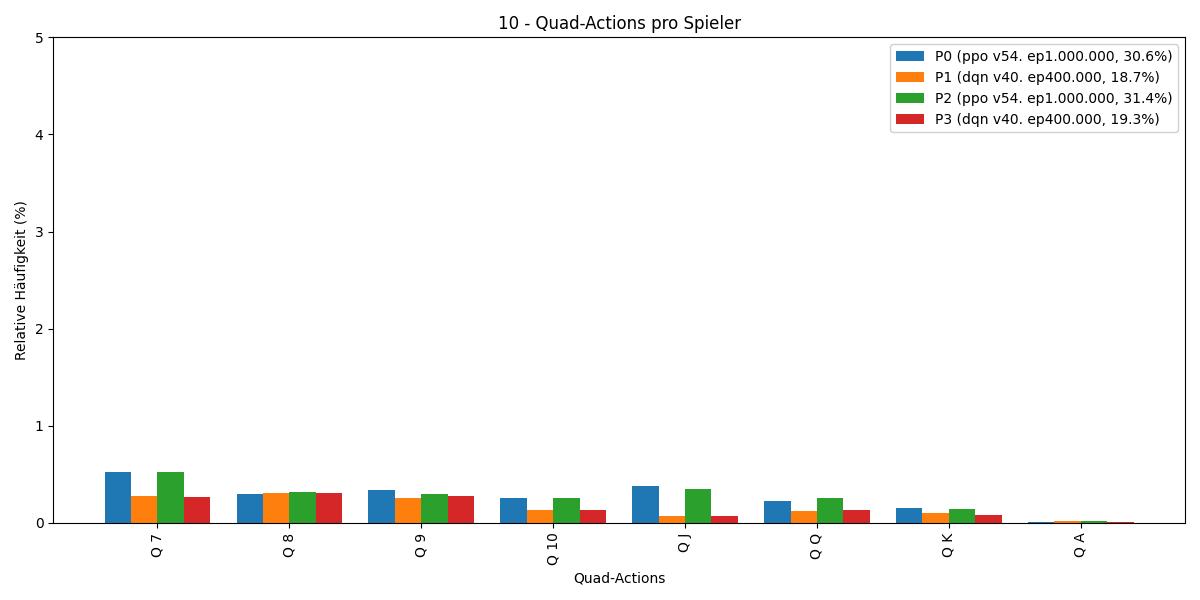 10 - Quad-Actions pro Spieler
5
4
3
2
1
0
Relative Häufigkeit (%)
P0 (ppo v54. ep1.000.000, 30.6%)
P1 (dqn v40. ep400.000, 18.7%)
P2 (ppo v54. ep1.000.000, 31.4%)
P3 (dqn v40. ep400.000, 19.3%)
Q 7
Q 8
Q 9
Q 10
Q J
Q Q
Q K
Q A
Quad-Actions